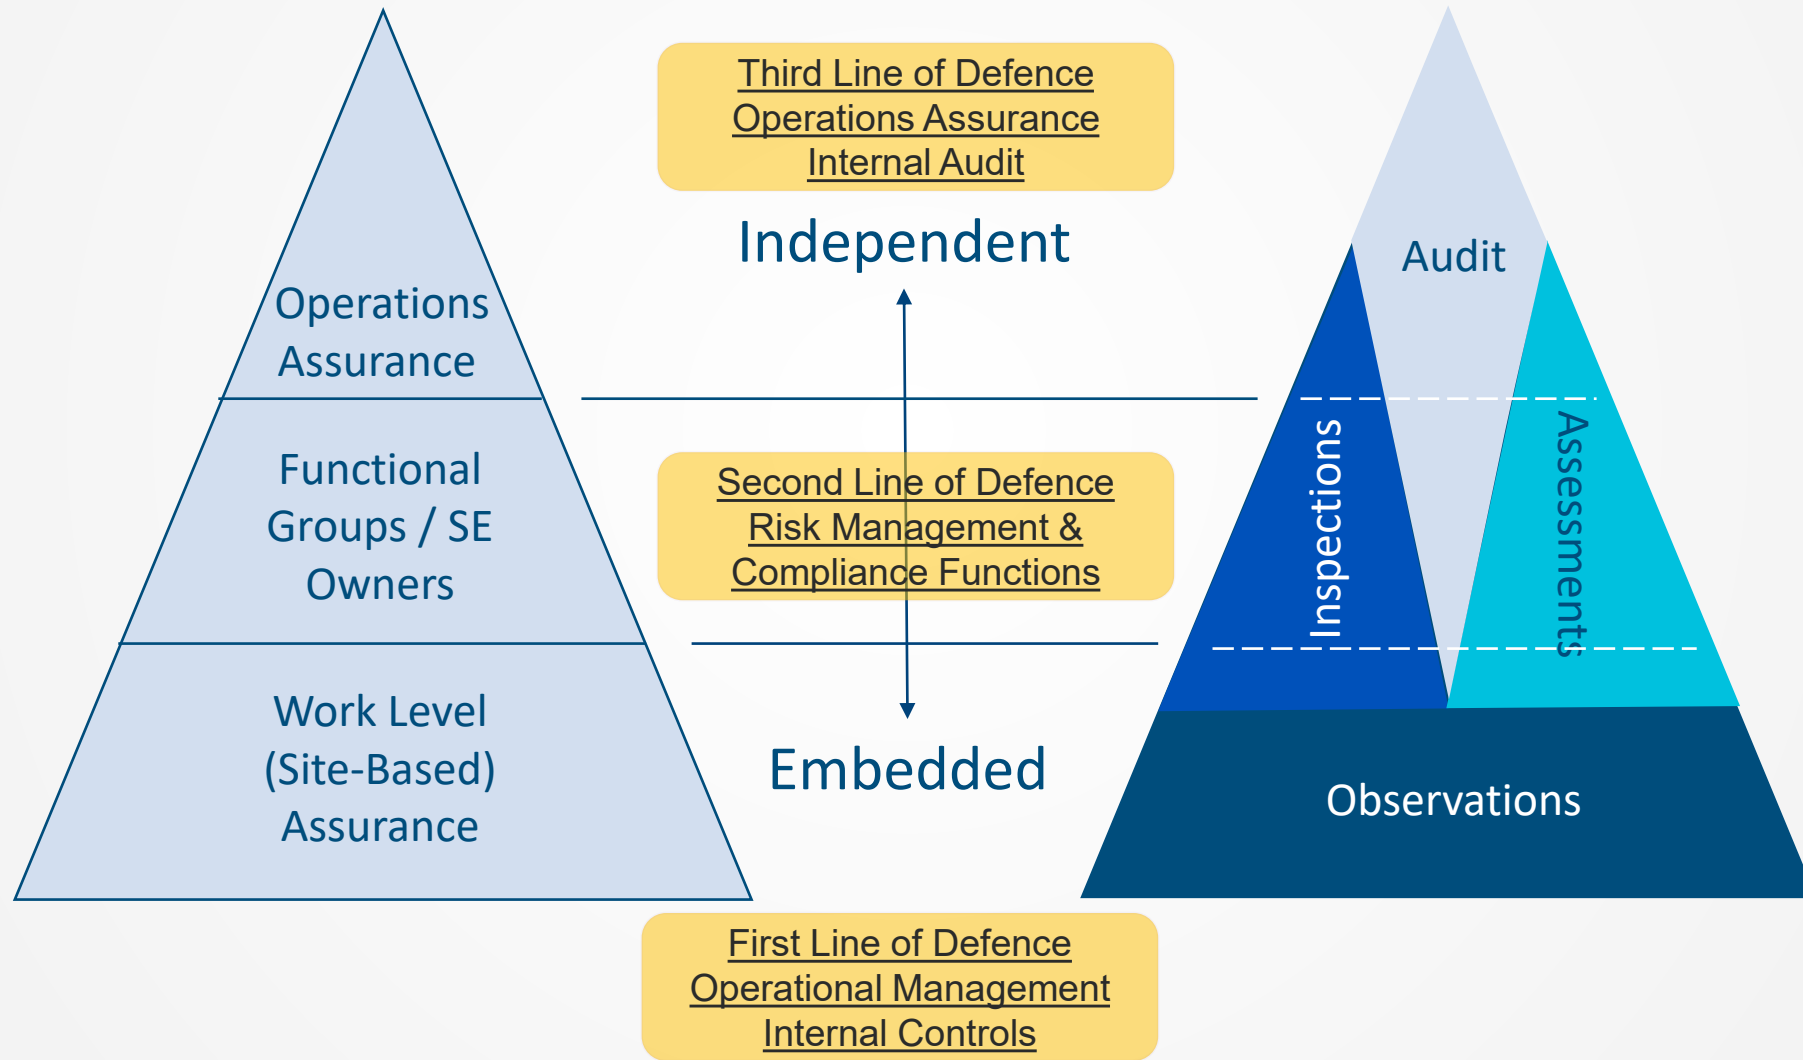 Operations
Assurance
Functional
Groups / SE
Owners
Work Level
(Site-Based)
Assurance
Third Line of Defence
Operations Assurance
Internal Audit
Independent
Second Line of Defence
Risk Management &
Compliance Functions
Embedded
First Line of Defence
Operational Management
Internal Controls
Audit
Inspections
Assessments
Observations